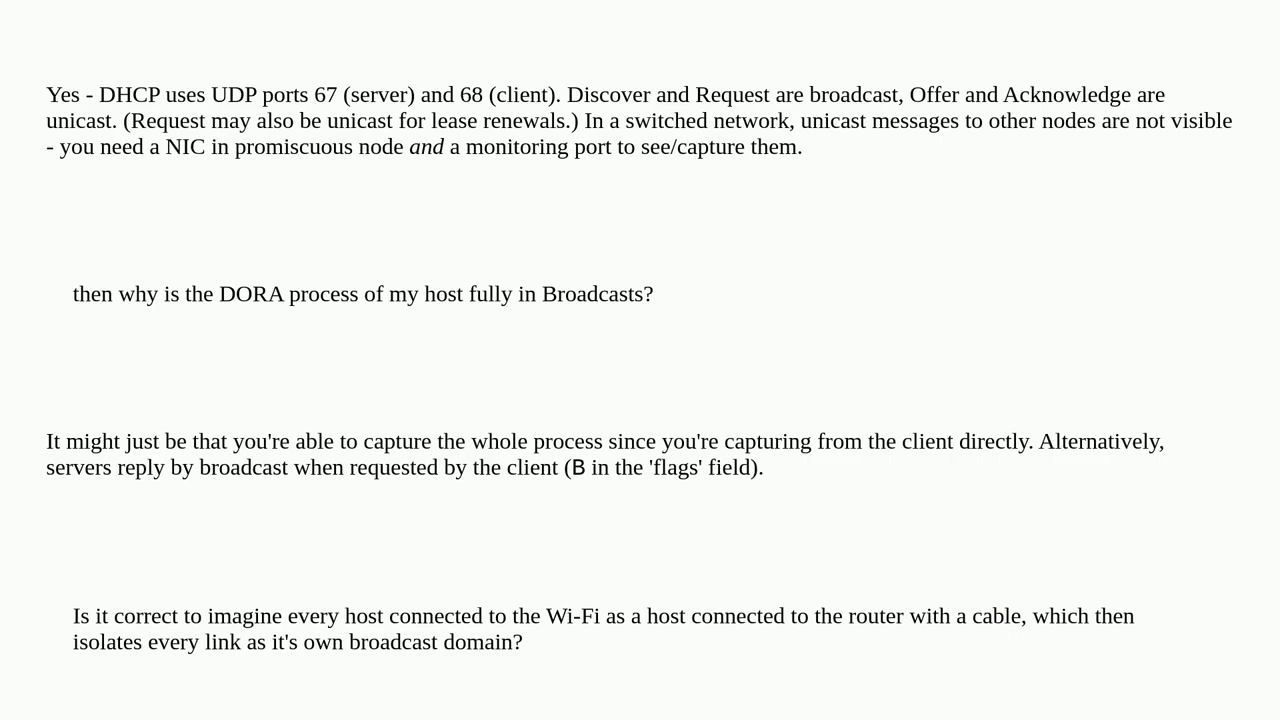 Yes - DHCP uses UDP ports 67 (server) and 68 (client). Discover and Request are broadcast, Offer and Acknowledge are
unicast. (Request may also be unicast for lease renewals.) In a switched network, unicast messages to other nodes are not visible
- you need a NIC in promiscuous node and a monitoring port to see/capture them.
then why is the DORA process of my host fully in Broadcasts?
It might just be that you're able to capture the whole process since you're capturing from the client directly. Alternatively,
servers reply by broadcast when requested by the client (B in the 'flags' field).
Is it correct to imagine every host connected to the Wi-Fi as a host connected to the router with a cable, which then
isolates every link as it's own broadcast domain?